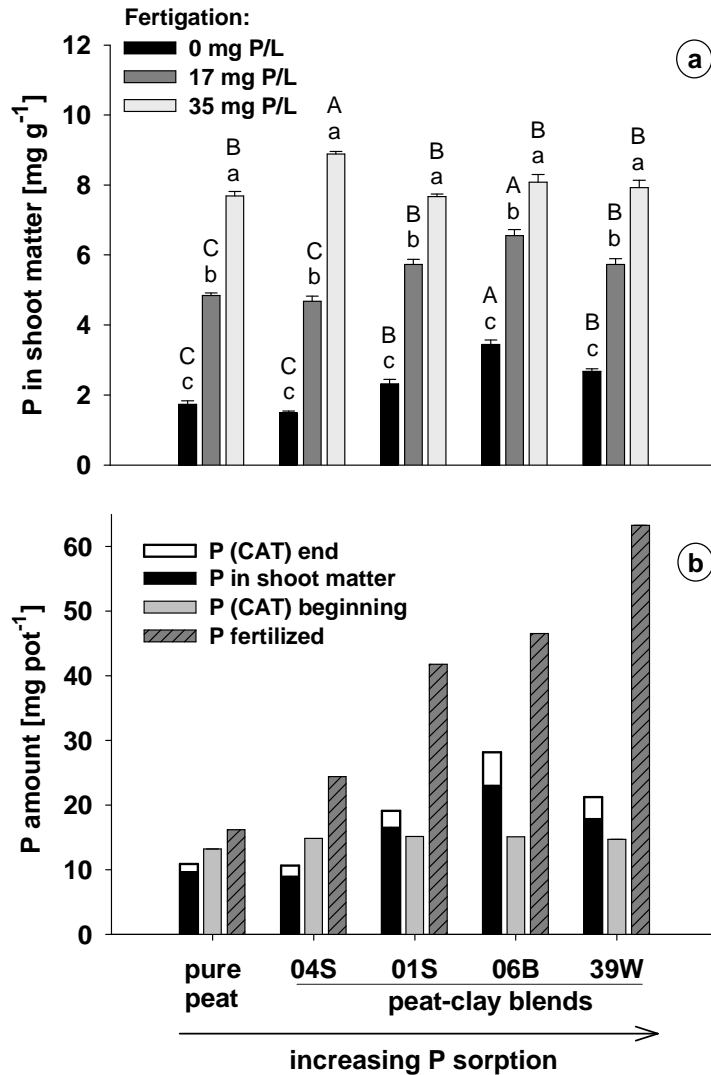 Fertigation:
0 mg P/L
17 mg P/L
35 mg P/L
a
P in shoot matter [mg g⁻¹]
12
10
8
6
4
2
0
C
c
C
b
B
a
C
c
C
b
A
a
B
c
B
b
B
a
A
c
A
b
B
a
B
c
B
b
B
a
P (CAT) end
P in shoot matter
P (CAT) beginning
P fertilized
b
P amount [mg pot⁻¹]
60
50
40
30
20
10
0
pure
peat
04S
01S
06B
39W
peat-clay blends
increasing P sorption